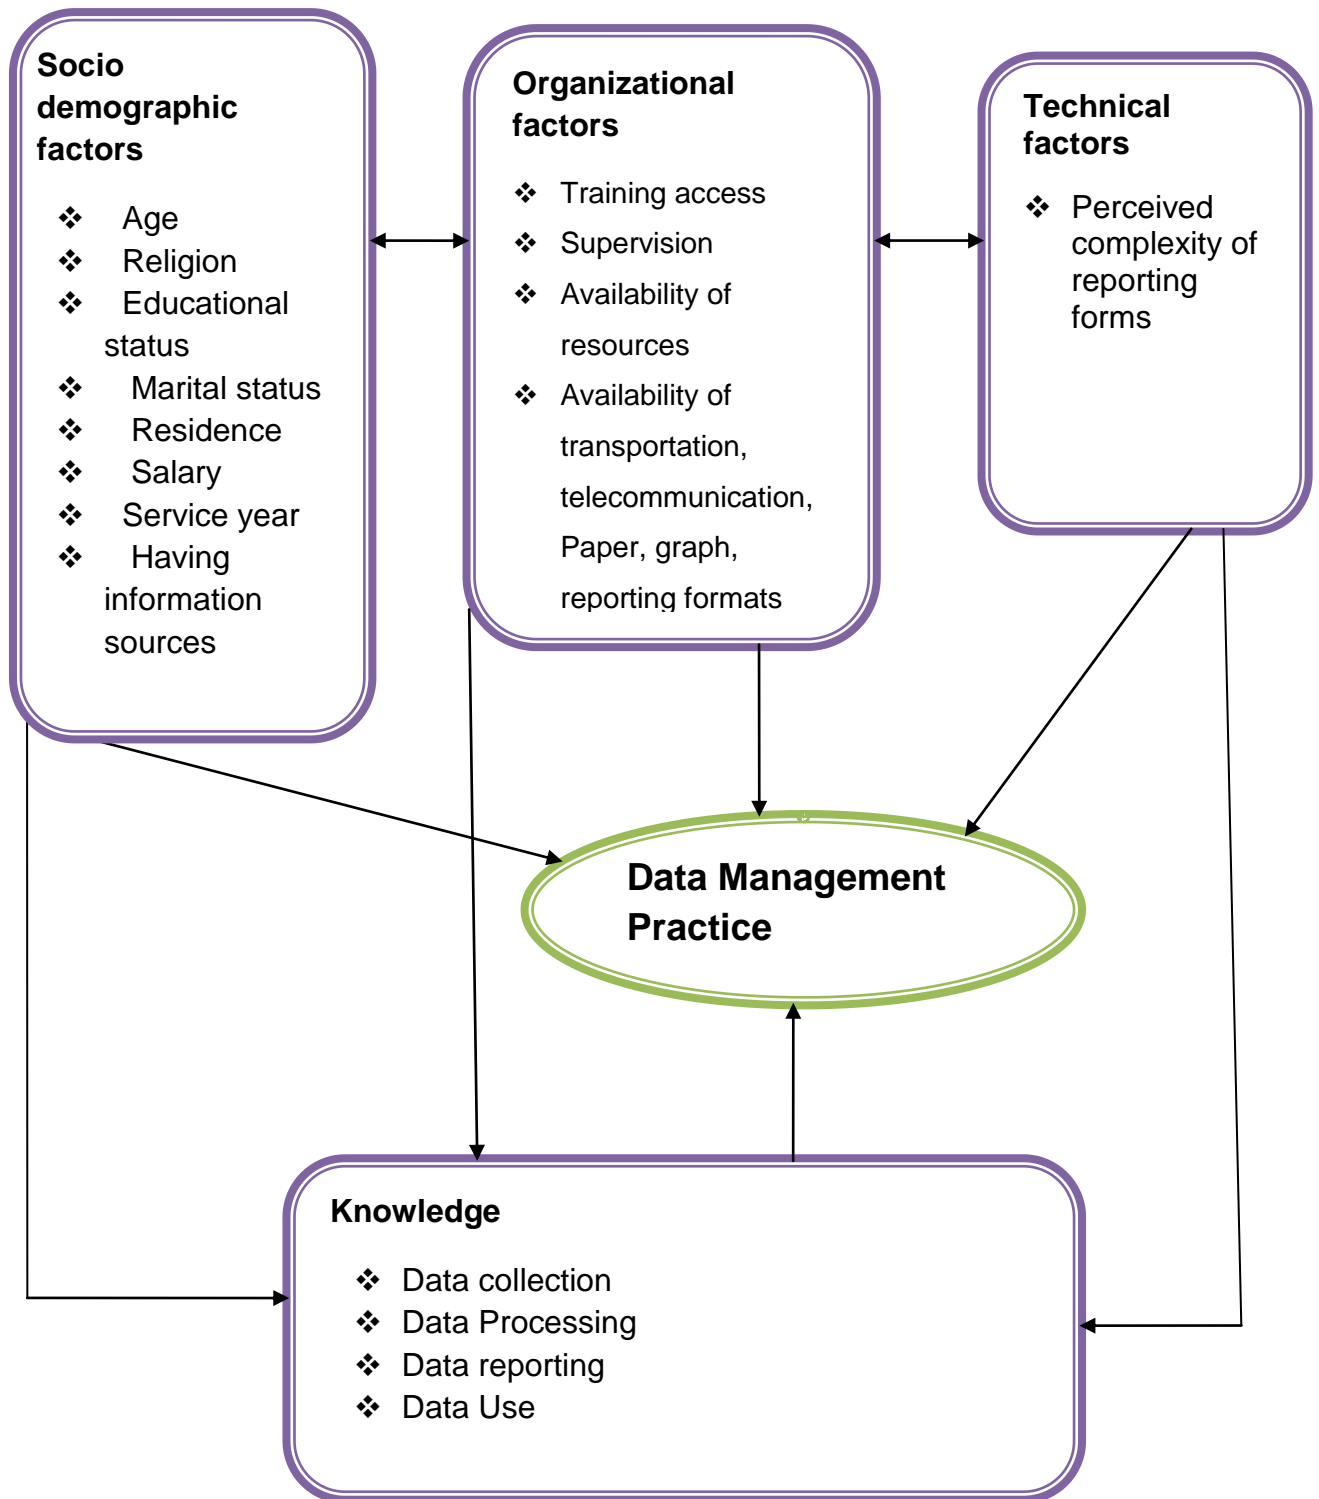 Socio
demographic
factors
❖ Age
❖ Religion
❖ Educational
status
❖ Marital status
❖ Residence
❖ Salary
❖ Service year
❖ Having
information
sources
Organizational
factors
❖ Training access
❖ Supervision
❖ Availability of
resources
❖ Availability of
transportation,
telecommunication,
Paper, graph,
reporting formats
Technical
factors
❖ Perceived
complexity of
reporting
forms
Data Management
Practice
Knowledge
❖ Data collection
❖ Data Processing
❖ Data reporting
❖ Data Use